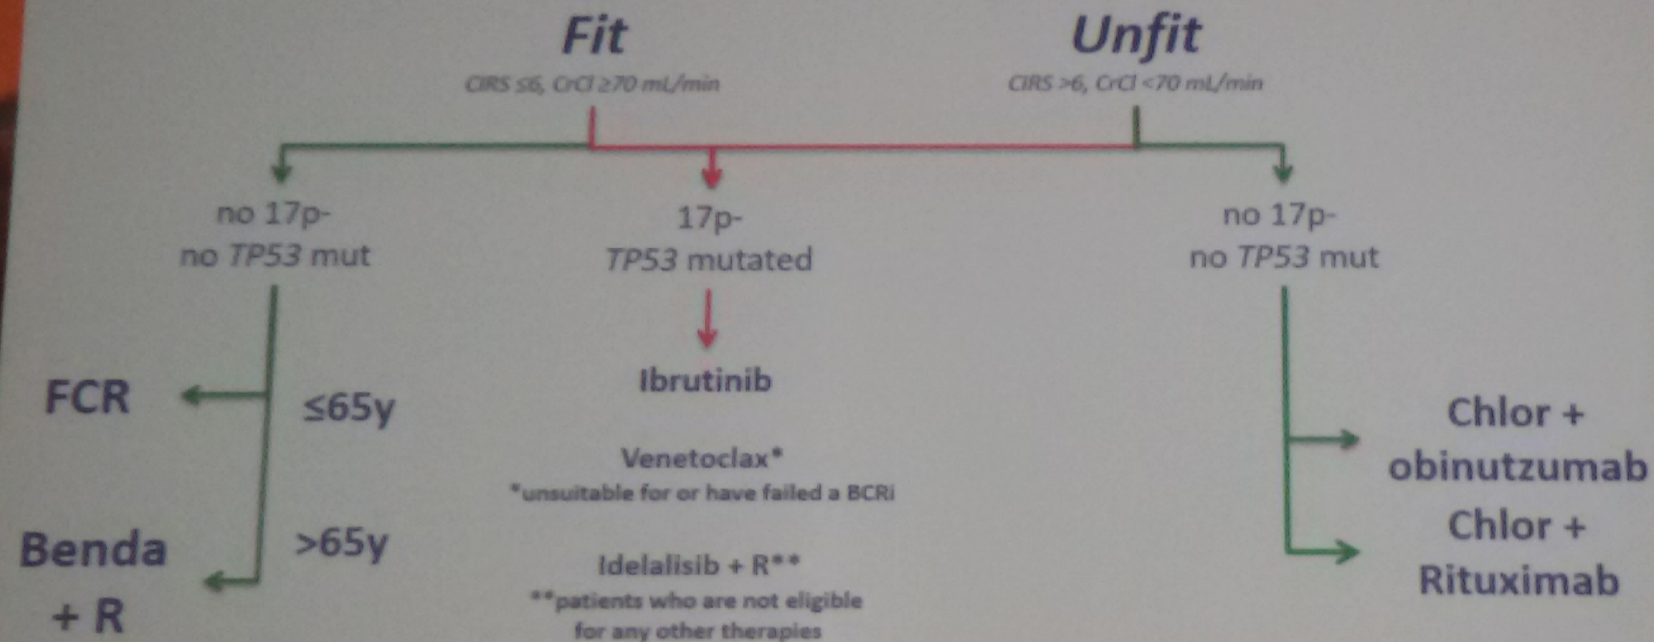 Fit
CIRS ≤6, CrCl ≥70 mL/min
Unfit
CIRS >6, CrCl <70 mL/min
no 17p-
no TP53 mut
17p-
TP53 mutated
no 17p-
no TP53 mut
FCR
≤65y
Benda
+ R
>65y
Ibrutinib
Venetoclax*
*unsuitable for or have failed a BCRi
Idelalisib + R**
**patients who are not eligible
for any other therapies
Chlor +
obinutzumab
Chlor +
Rituximab